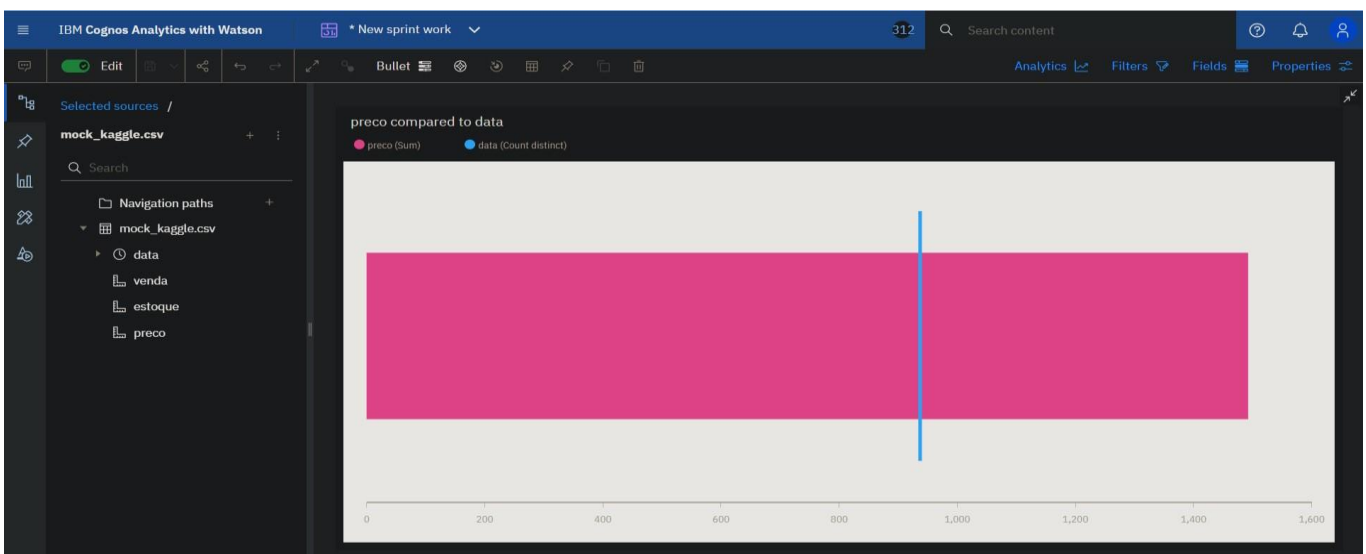 IBM Cognos Analytics with Watson
* New sprint work
312
Search content
Edit
Bullet
Analytics
Filters
Fields
Properties
Selected sources /
mock_kaggle.csv
Search
Navigation paths
mock_kaggle.csv
data
venda
estoque
preco
preco compared to data
preco (Sum) data (Count distinct)
0 200 400 600 800 1,000 1,200 1,400 1,600